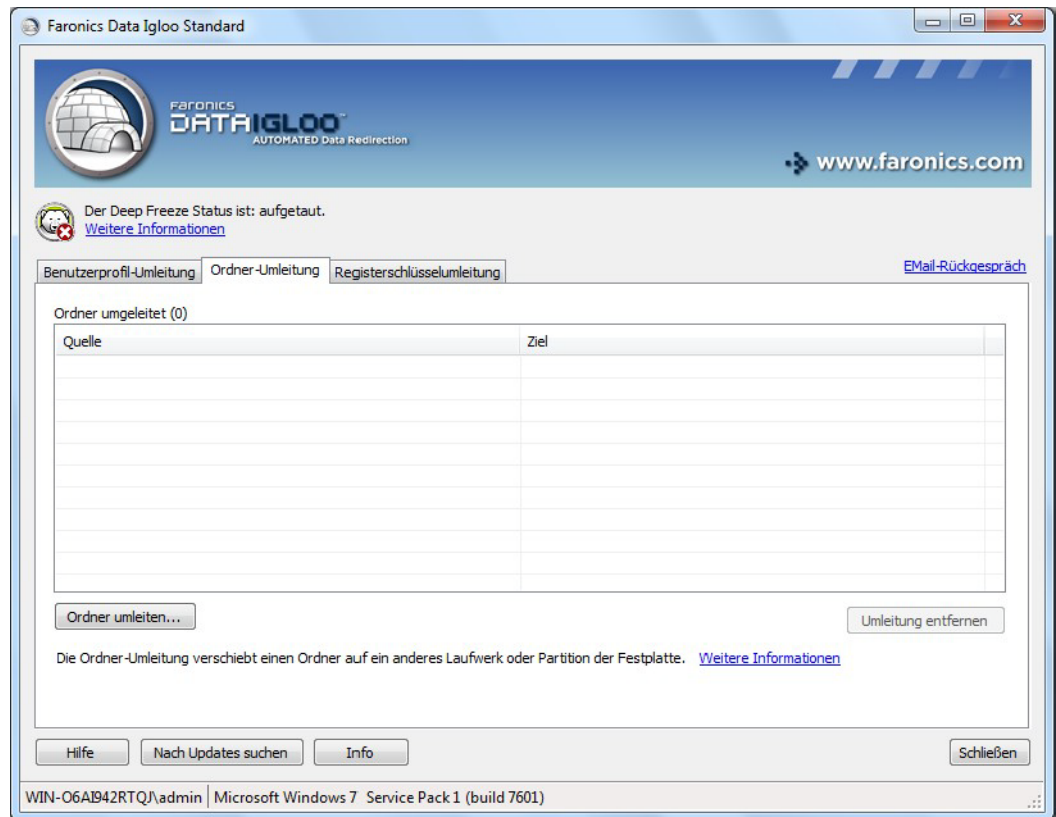 Faronics Data Igloo Standard
Faronics
DATAIGLOO™
AUTOMATED Data Redirection
www.faronics.com
Der Deep Freeze Status ist: aufgetaut.
Weitere Informationen
Benutzerprofil-Umleitung Ordner-Umleitung Registerschlüsselumleitung EMail-Rückgespräch
Ordner umgeleitet (0)
Quelle Ziel
Ordner umleiten... Umleitung entfernen
Die Ordner-Umleitung verschiebt einen Ordner auf ein anderes Laufwerk oder Partition der Festplatte. Weitere Informationen
Hilfe Nach Updates suchen Info Schließen
WIN-O6AI942RTQJ\admin Microsoft Windows 7 Service Pack 1 (build 7601)